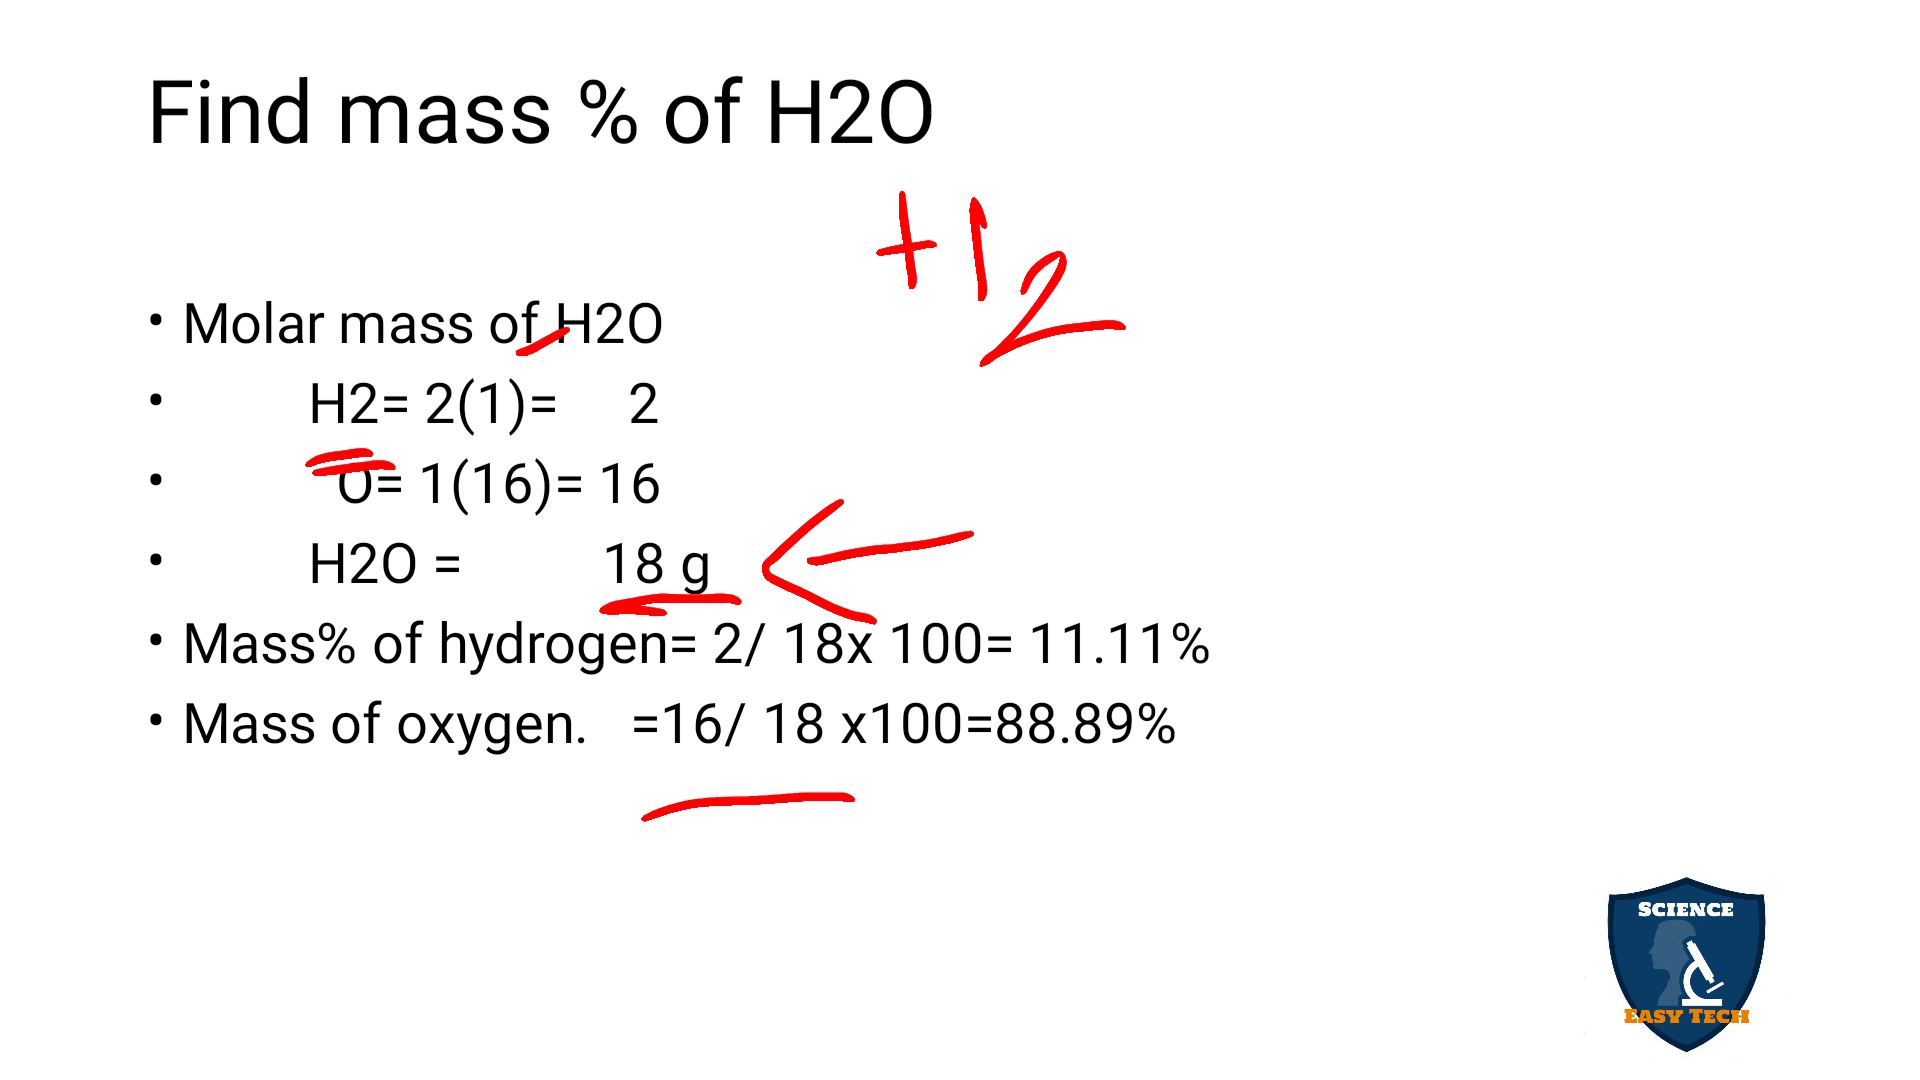 Find mass % of H2O
+1
2
• Molar mass of H2O
• H2= 2(1)= 2
• O= 1(16)= 16
• H2O = 18 g
• Mass% of hydrogen= 2/ 18x 100= 11.11%
• Mass of oxygen. =16/ 18 x100=88.89%
SCIENCE
EASY TECH